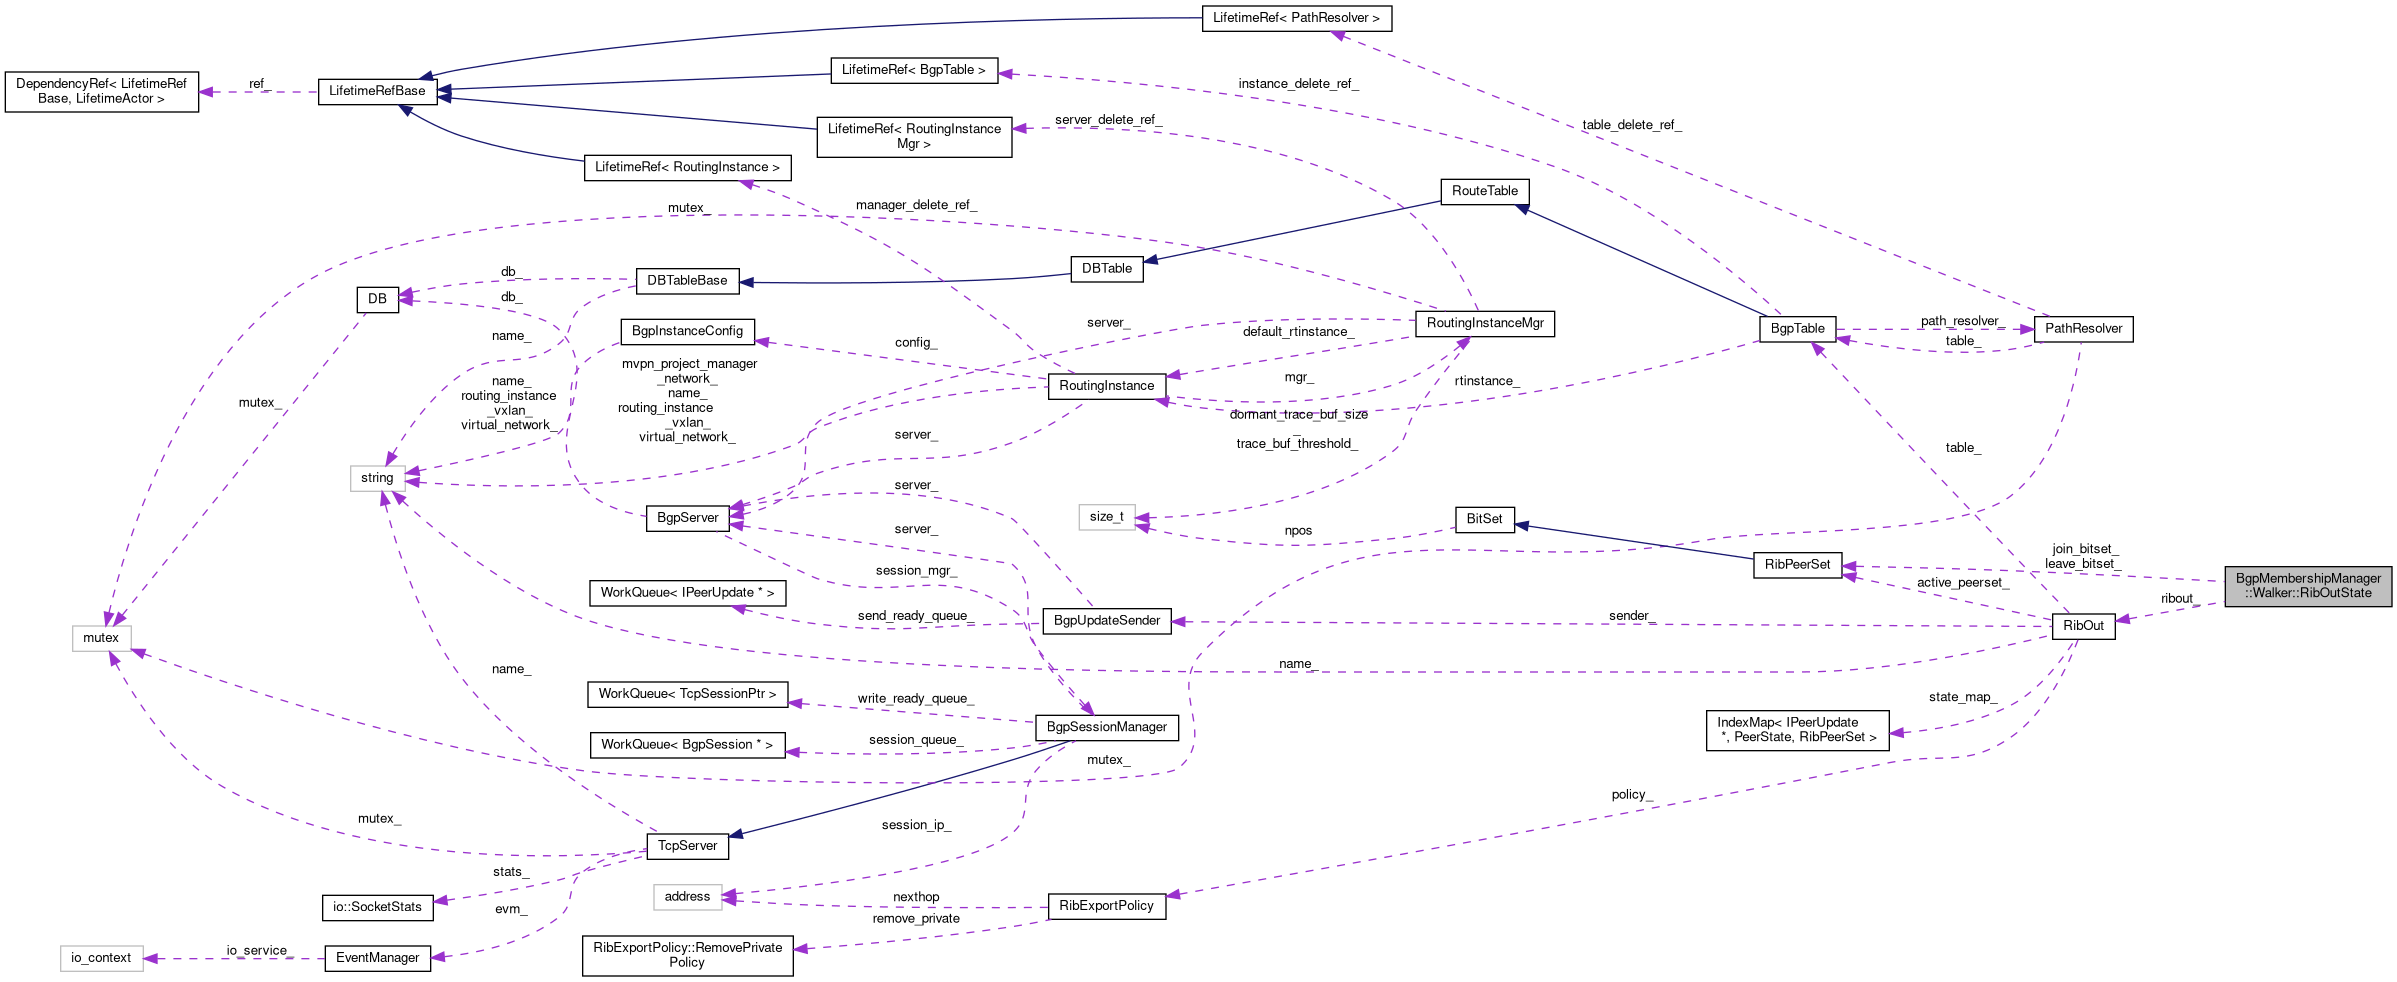 LifetimeRef< PathResolver >
LifetimeRef< BgpTable >
DependencyRef< LifetimeRef
Base, LifetimeActor >
ref_
LifetimeRefBase
instance_delete_ref_
server_delete_ref_
LifetimeRef< RoutingInstance
Mgr >
table_delete_ref_
LifetimeRef< RoutingInstance >
RouteTable
mutex_
manager_delete_ref_
db_
DBTableBase
DBTable
DB
db_
name_
BgpInstanceConfig
server_
default_rtinstance_
RoutingInstanceMgr
BgpTable
path_resolver_
table_
PathResolver
config_
mvpn_project_manager
_network_
name_
routing_instance
_vxlan_
virtual_network_
name_
routing_instance
_vxlan_
virtual_network_
mutex_
RoutingInstance
mgr_
rtinstance_
dormant_trace_buf_size
_
trace_buf_threshold_
server_
table_
string
server_
BgpServer
size_t
BitSet
npos
server_
session_mgr_
RibPeerSet
join_bitset_
leave_bitset_
active_peerset_
BgpMembershipManager
::Walker::RibOutState
ribout_
WorkQueue< IPeerUpdate * >
send_ready_queue_
BgpUpdateSender
sender_
RibOut
mutex
name_
name_
WorkQueue< TcpSessionPtr >
write_ready_queue_
state_map_
BgpSessionManager
IndexMap< IPeerUpdate
*, PeerState, RibPeerSet >
WorkQueue< BgpSession * >
session_queue_
mutex_
policy_
mutex_
session_ip_
TcpServer
stats_
io::SocketStats
evm_
address
nexthop
RibExportPolicy
remove_private
RibExportPolicy::RemovePrivate
Policy
io_context
io_service_
EventManager